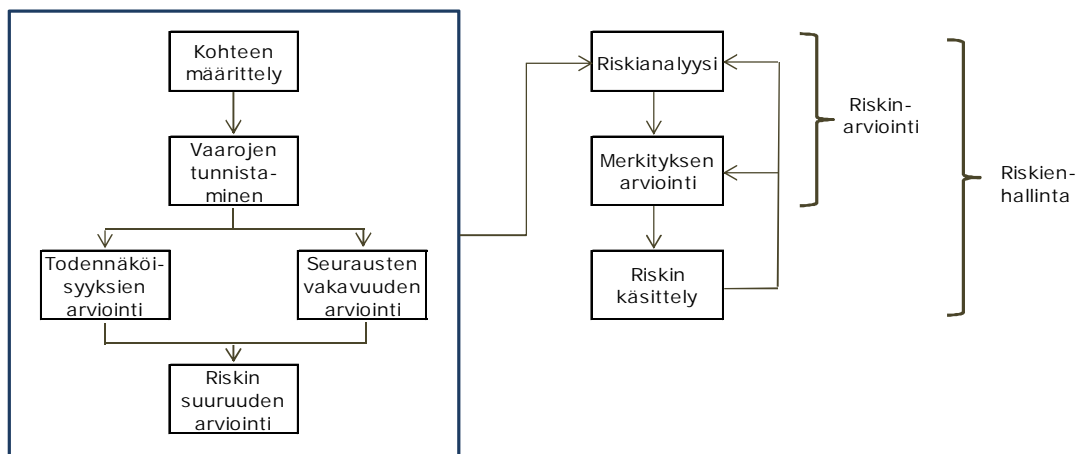 Kohteen
määrittely
Vaarojen
tunnista-
minen
Todennäköi-
syyksien
arviointi
Seurausten
vakavuuden
arviointi
Riskin
suuruuden
arviointi
Riskianalyysi
Merkityksen
arviointi
Riskin
käsittely
Riskin-
arviointi
Riskien-
hallinta